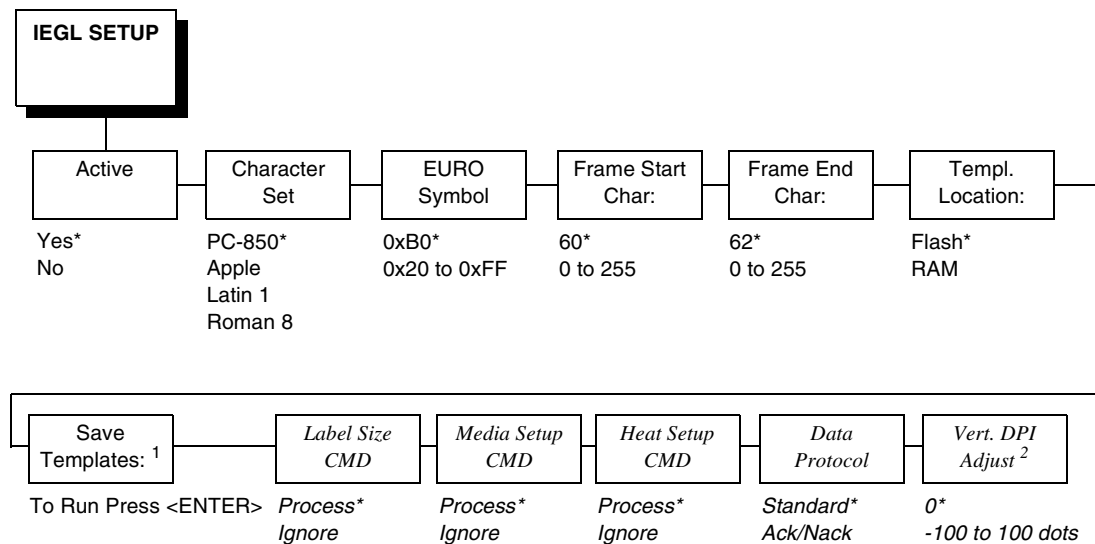 IEGL SETUP
Active
Character
Set
EURO
Symbol
Frame Start
Char:
Frame End
Char:
Templ.
Location:
Yes*
No
PC-850*
Apple
Latin 1
Roman 8
0xB0*
0x20 to 0xFF
60*
0 to 255
62*
0 to 255
Flash*
RAM
Save
Templates: 1
Label Size
CMD
Media Setup
CMD
Heat Setup
CMD
Data
Protocol
Vert. DPI
Adjust 2
To Run Press <ENTER>
Process*
Ignore
Process*
Ignore
Process*
Ignore
Standard*
Ack/Nack
0*
-100 to 100 dots